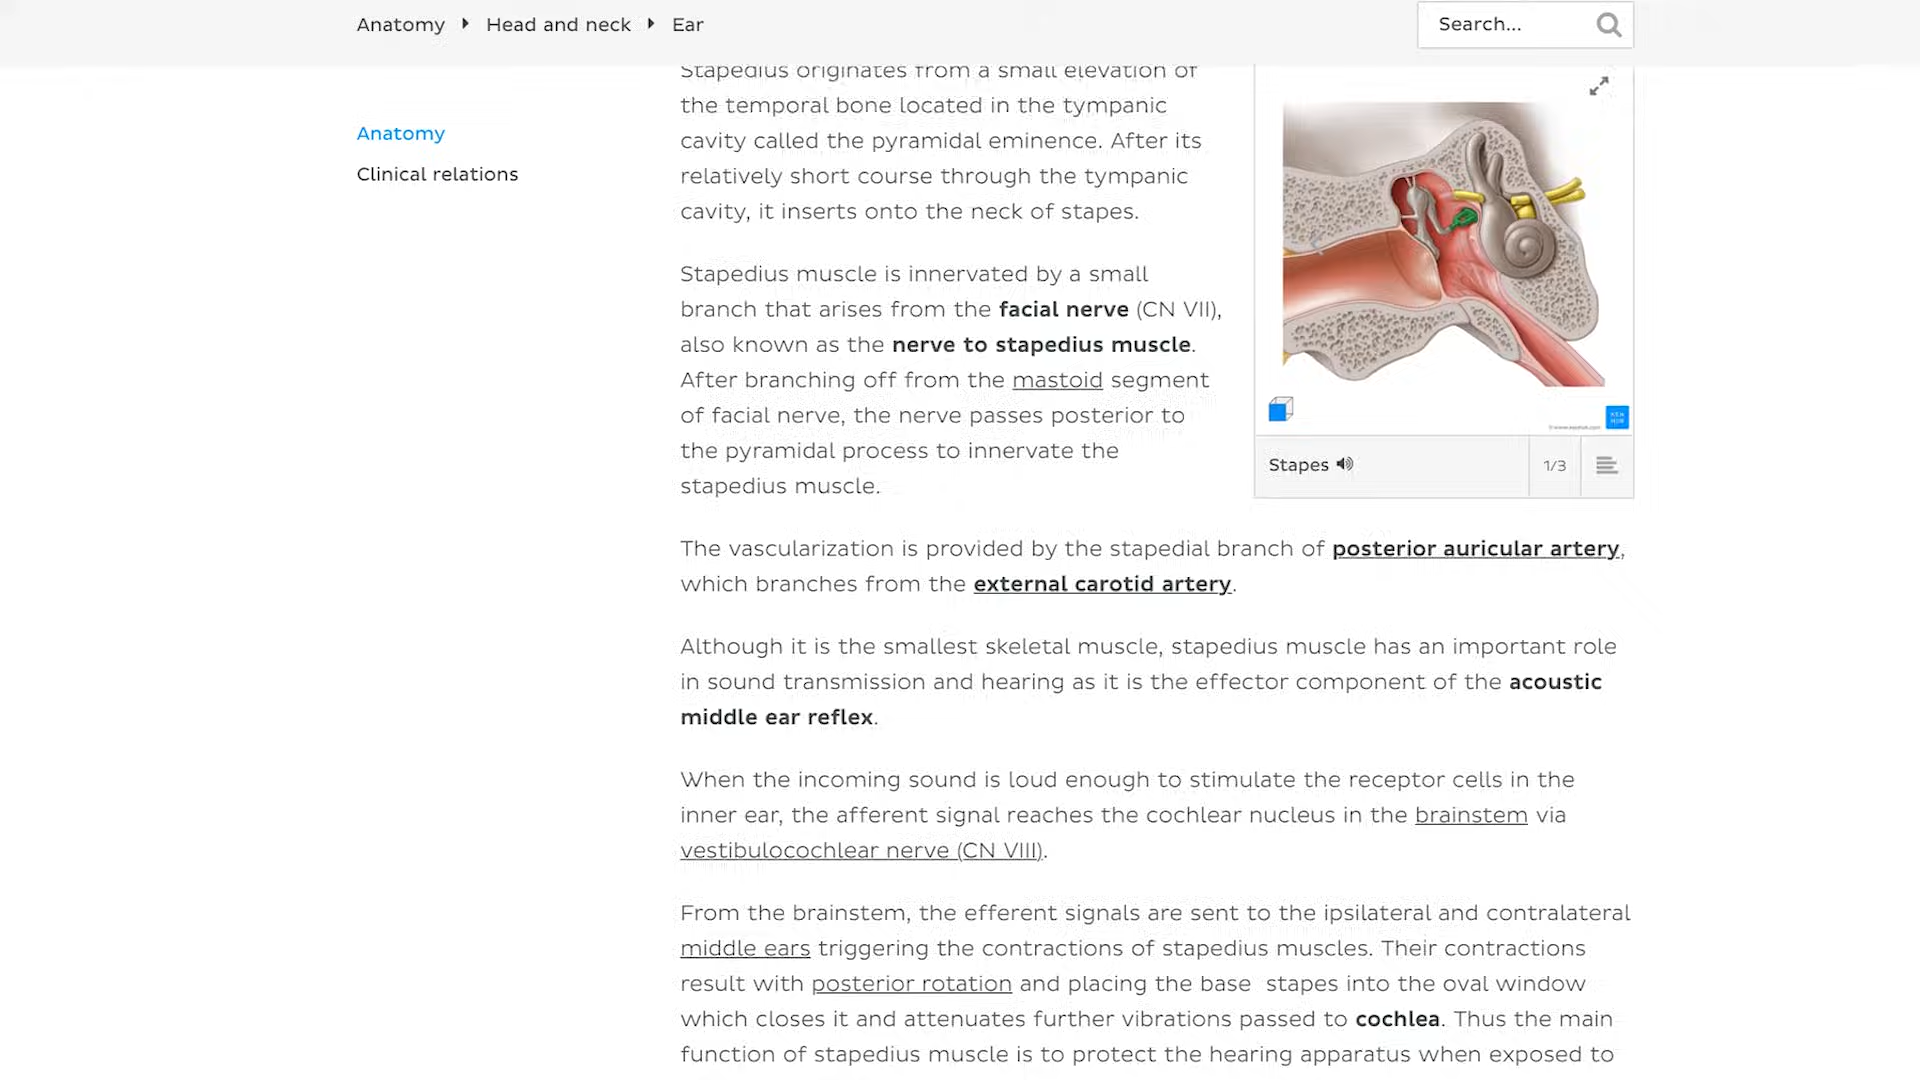 Anatomy Head and neck Ear
Search...
Anatomy
Clinical relations
Stapedius originates from a small elevation of
the temporal bone located in the tympanic
cavity called the pyramidal eminence. After its
relatively short course through the tympanic
cavity, it inserts onto the neck of stapes.
Stapedius muscle is innervated by a small
branch that arises from the facial nerve (CN VII),
also known as the nerve to stapedius muscle.
After branching off from the mastoid segment
of facial nerve, the nerve passes posterior to
the pyramidal process to innervate the
stapedius muscle.
© www.kenhub.com
KEN
HUB
Stapes
1/3
The vascularization is provided by the stapedial branch of posterior auricular artery,
which branches from the external carotid artery.
Although it is the smallest skeletal muscle, stapedius muscle has an important role
in sound transmission and hearing as it is the effector component of the acoustic
middle ear reflex.
When the incoming sound is loud enough to stimulate the receptor cells in the
inner ear, the afferent signal reaches the cochlear nucleus in the brainstem via
vestibulocochlear nerve (CN VIII).
From the brainstem, the efferent signals are sent to the ipsilateral and contralateral
middle ears triggering the contractions of stapedius muscles. Their contractions
result with posterior rotation and placing the base stapes into the oval window
which closes it and attenuates further vibrations passed to cochlea. Thus the main
function of stapedius muscle is to protect the hearing apparatus when exposed to